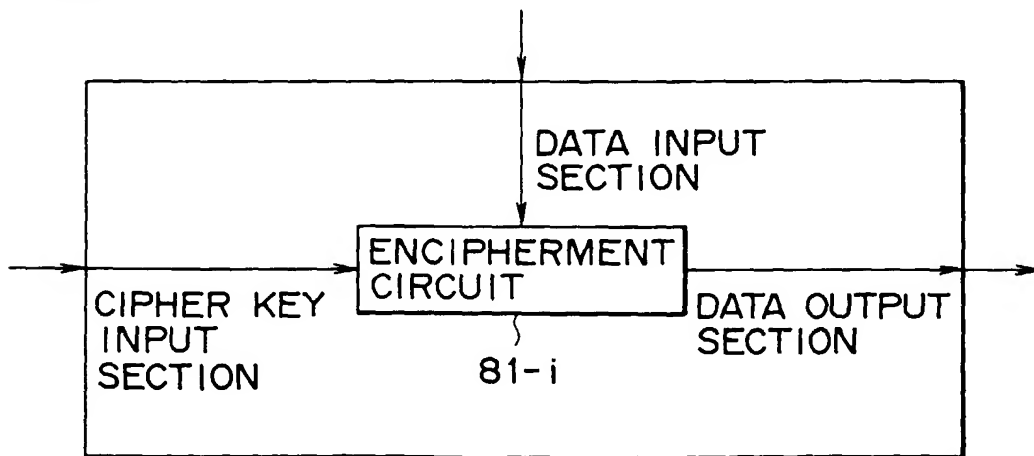 DATA INPUT
SECTION
ENCIPHERMENT
CIRCUIT
CIPHER KEY
INPUT
SECTION
DATA OUTPUT
SECTION
81-i